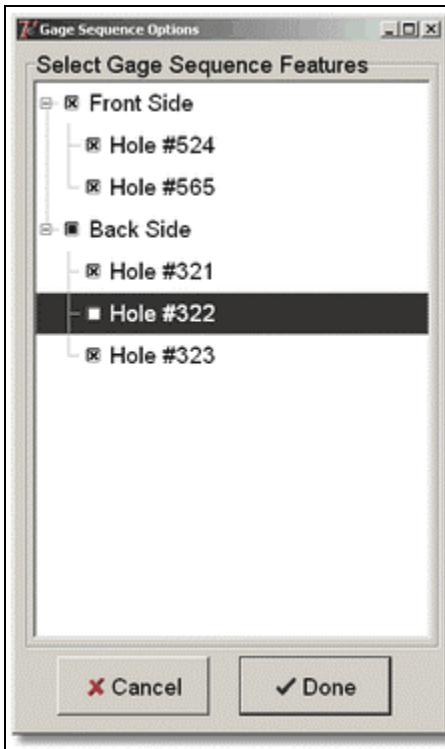 Gage Sequence Options
Select Gage Sequence Features
Front Side
Hole #524
Hole #565
Back Side
Hole #321
Hole #322
Hole #323
Cancel
Done